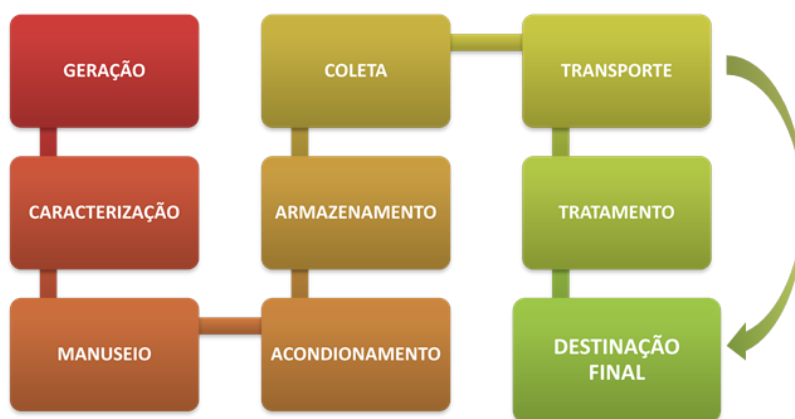 GERAÇÃO
CARACTERIZAÇÃO
MANUSEIO
ACONDIONAMENTO
ARMAZENAMENTO
COLETA
TRANSPORTE
TRATAMENTO
DESTINAÇÃO
FINAL